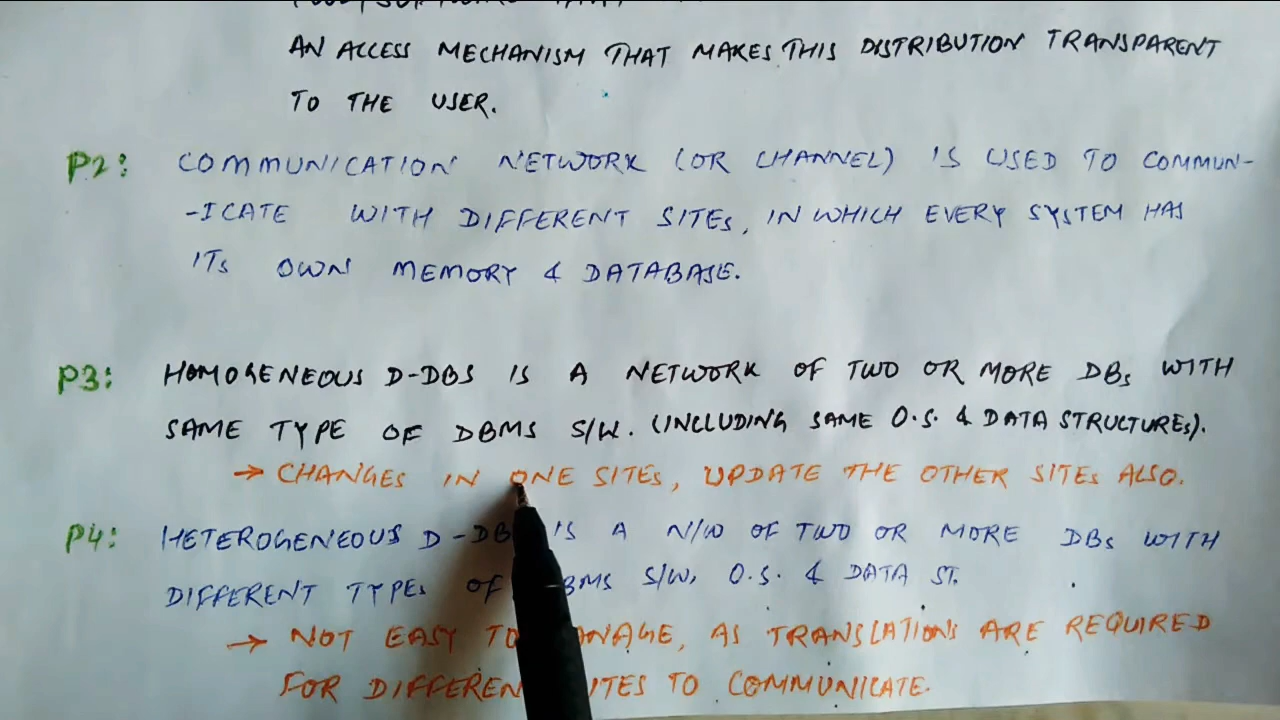 AN ACCESS MECHANISM THAT MAKES THIS DISTRIBUTION TRANSPARENT
TO THE USER.
P2: COMMUNICATION NETWORK (OR CHANNEL) IS USED TO COMMUN-
-ICATE WITH DIFFERENT SITES, IN WHICH EVERY SYSTEM HAS
ITS OWN MEMORY & DATABASE.
P3: HOMOGENEOUS D-DBS IS A NETWORK OF TWO OR MORE DBs WITH
SAME TYPE OF DBMS S/W. (INCLUDING SAME O.S. & DATA STRUCTURES).
→ CHANGES IN ONE SITES, UPDATE THE OTHER SITES ALSO.
P4: HETEROGENEOUS D-DB IS A N/W OF TWO OR MORE DBs WITH
DIFFERENT TYPES OF BMS S/W, O.S. & DATA ST.
→ NOT EASY TO ANAGE, AS TRANSLATIONS ARE REQUIRED
FOR DIFFEREN ITES TO COMMUNICATE.